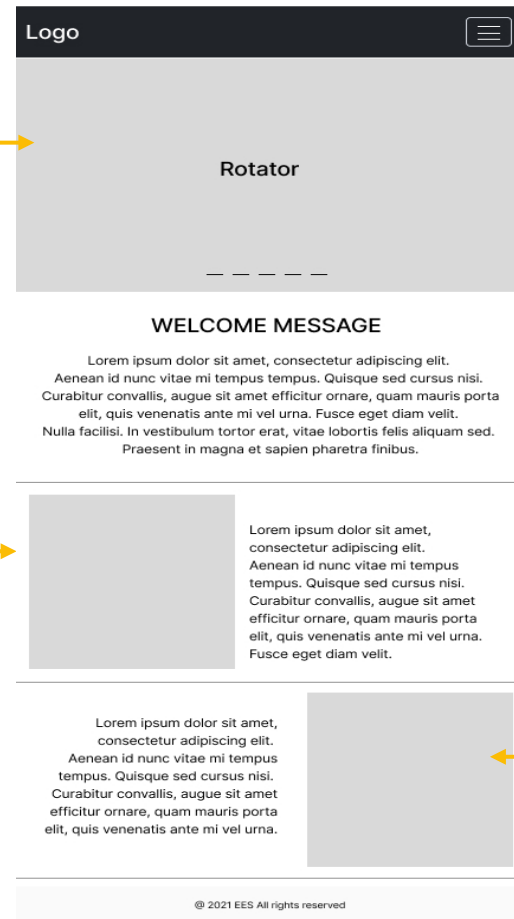 Logo
Rotator
WELCOME MESSAGE
Lorem ipsum dolor sit amet, consectetur adipiscing elit.
Aenean id nunc vitae mi tempus tempus. Quisque sed cursus nisi.
Curabitur convallis, augue sit amet efficitur ornare, quam mauris porta
elit, quis venenatis ante mi vel urna. Fusce eget diam velit.
Nulla facilisi. In vestibulum tortor erat, vitae lobortis felis aliquam sed.
Praesent in magna et sapien pharetra finibus.
Lorem ipsum dolor sit amet,
consectetur adipiscing elit.
Aenean id nunc vitae mi tempus
tempus. Quisque sed cursus nisi.
Curabitur convallis, augue sit amet
efficitur ornare, quam mauris porta
elit, quis venenatis ante mi vel urna.
Fusce eget diam velit.
Lorem ipsum dolor sit amet,
consectetur adipiscing elit.
Aenean id nunc vitae mi tempus
tempus. Quisque sed cursus nisi.
Curabitur convallis, augue sit amet
efficitur ornare, quam mauris porta
elit, quis venenatis ante mi vel urna.
@ 2021 EES All rights reserved